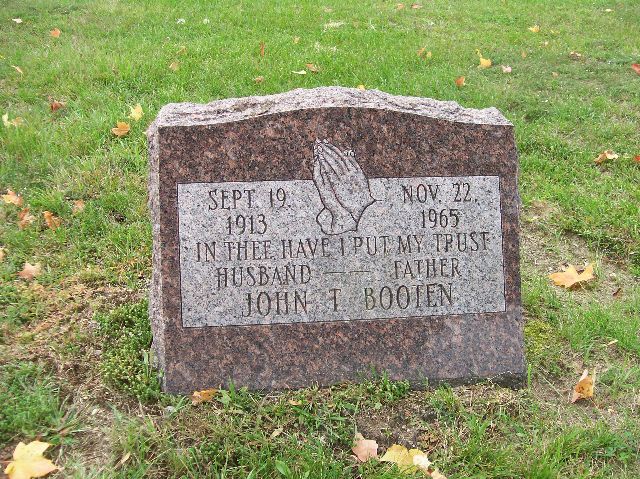 SEPT. 19. NOV. 22,
1913 1965
IN THEE HAVE I PUT MY TRUST
HUSBAND — — FATHER
JOHN T BOOTEN